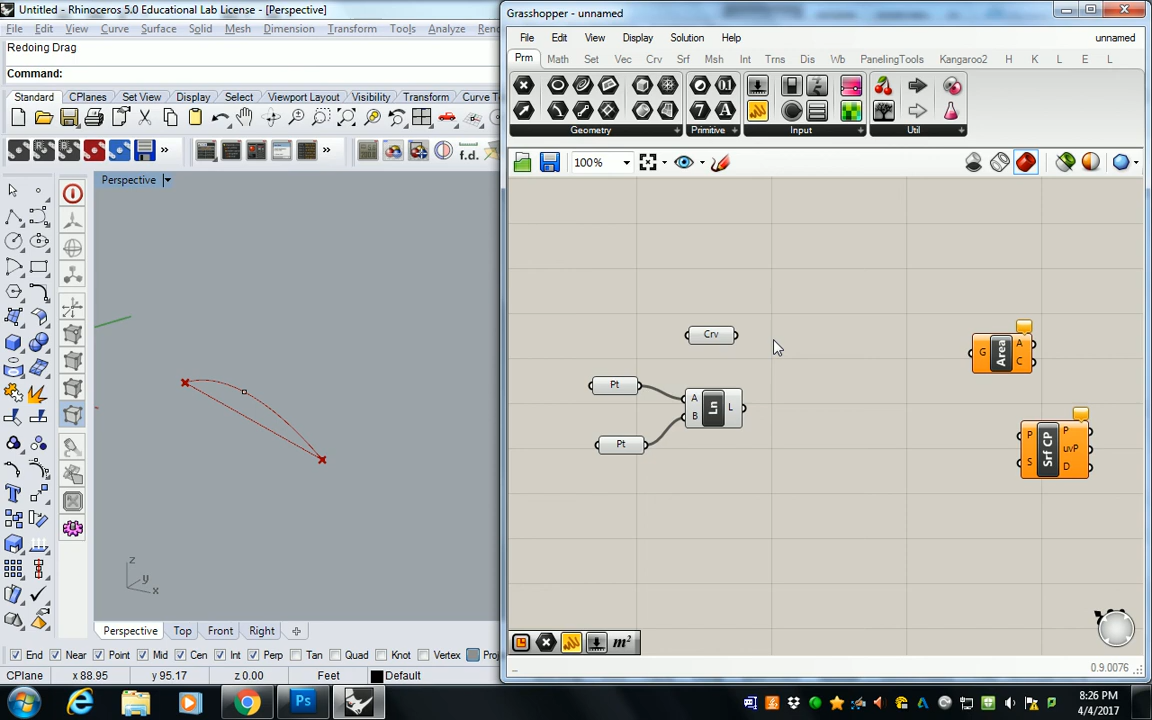 Untitled - Rhinoceros 5.0 Educational Lab License - [Perspective]
File Edit View Curve Surface Solid Mesh Dimension Transform Tools Analyze
Redoing Drag
Command:
Standard CPlanes Set View Display Select Viewport Layout Visibility Transform
f.d.
Perspective
z
y
x
Perspective Top Front Right
End Near Point Mid Cen Int Perp Tan Quad Knot Vertex
CPlane x 88.95 y 95.17 z 0.00 Feet Default
Grasshopper - unnamed
File Edit View Display Solution Help unnamed
Prm Math Set Vec Crv Srf Msh Int Trns Dis Wb PanelingTools Kangaroo2 H K L E L
Geometry Primitive Input Util
100%
Crv
Pt
Pt
A
B
Ln
L
G
Area
A
C
P
S
Srf CP
P
uvP
D
m²
0.9.0076
Ps
8:26 PM
4/4/2017